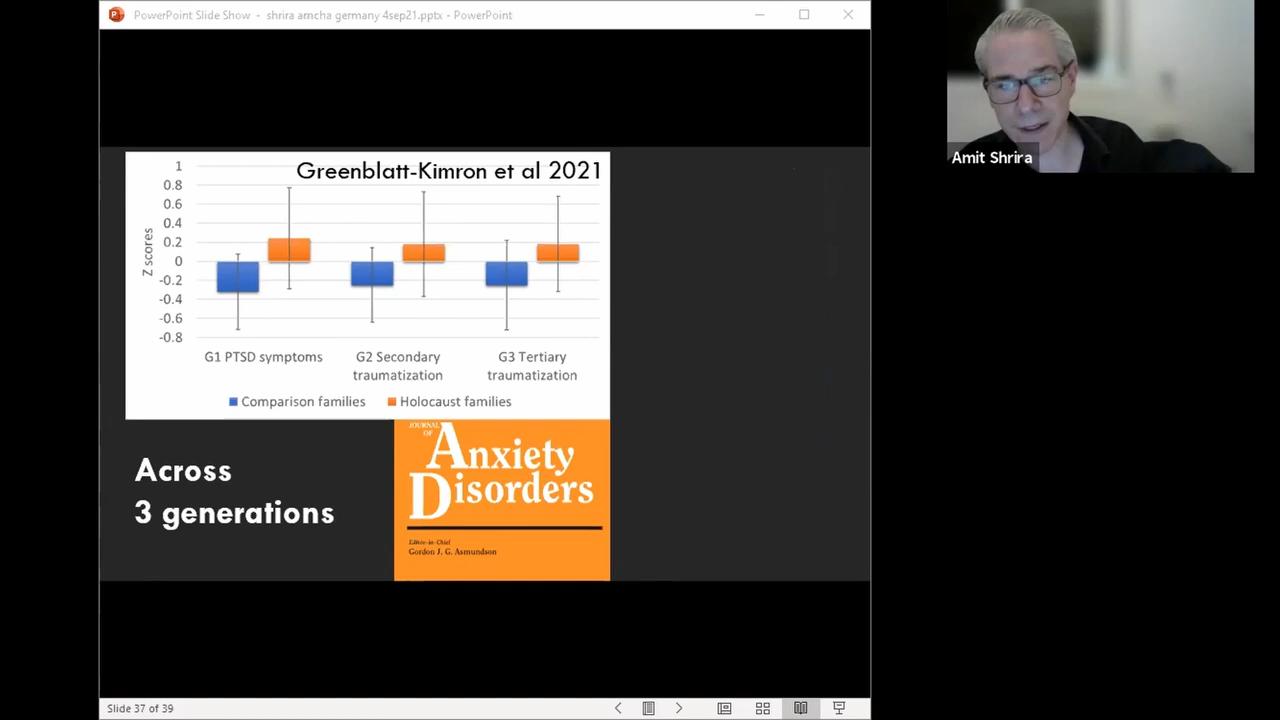 PowerPoint Slide Show - shrira amcha germany 4sep21.pptx - PowerPoint
Amit Shrira
Greenblatt-Kimron et al 2021
Z scores
1
0.8
0.6
0.4
0.2
0
-0.2
-0.4
-0.6
-0.8
G1 PTSD symptoms
G2 Secondary
traumatization
G3 Tertiary
traumatization
Comparison families
Holocaust families
Across
3 generations
JOURNAL
OF
Anxiety
Disorders
Editor-in-Chief
Gordon J. G. Asmundson
Slide 37 of 39